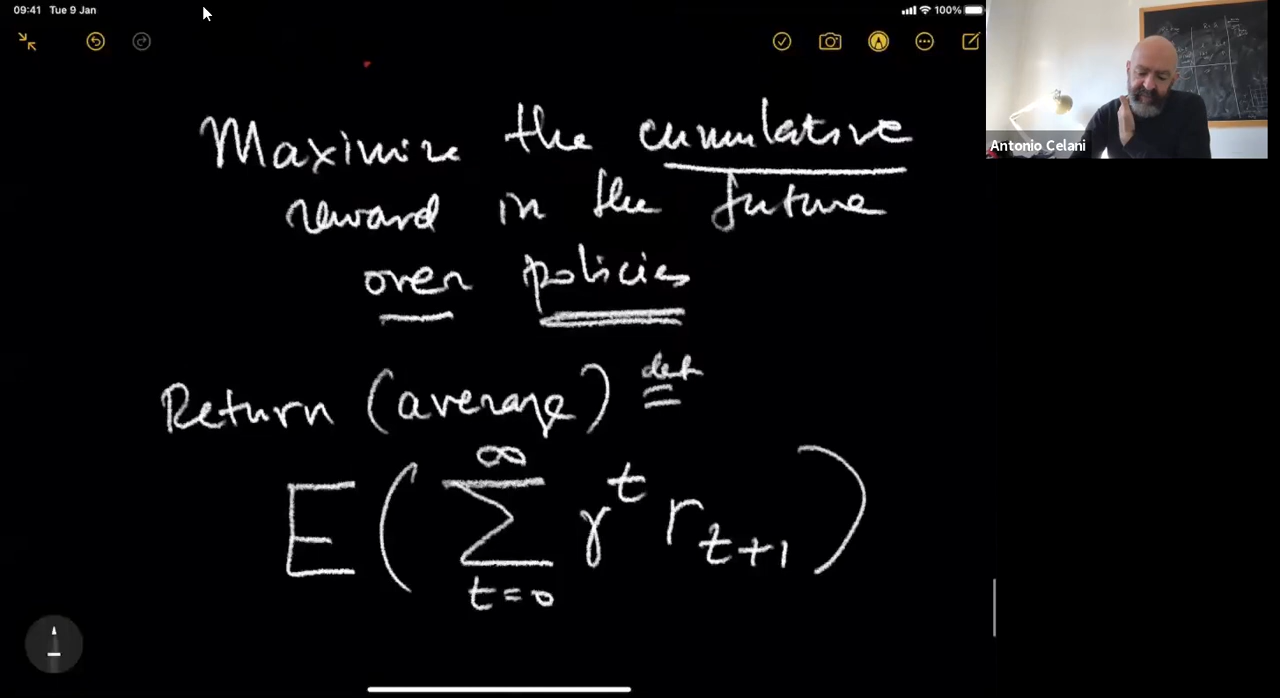 09:41 Tue 9 Jan
100%
Maximize the cumulative
reward in the future
over policies
Return (average) def
=
E( ∞
Σ γ^t r_{t+1} )
t=0
Antonio Celani